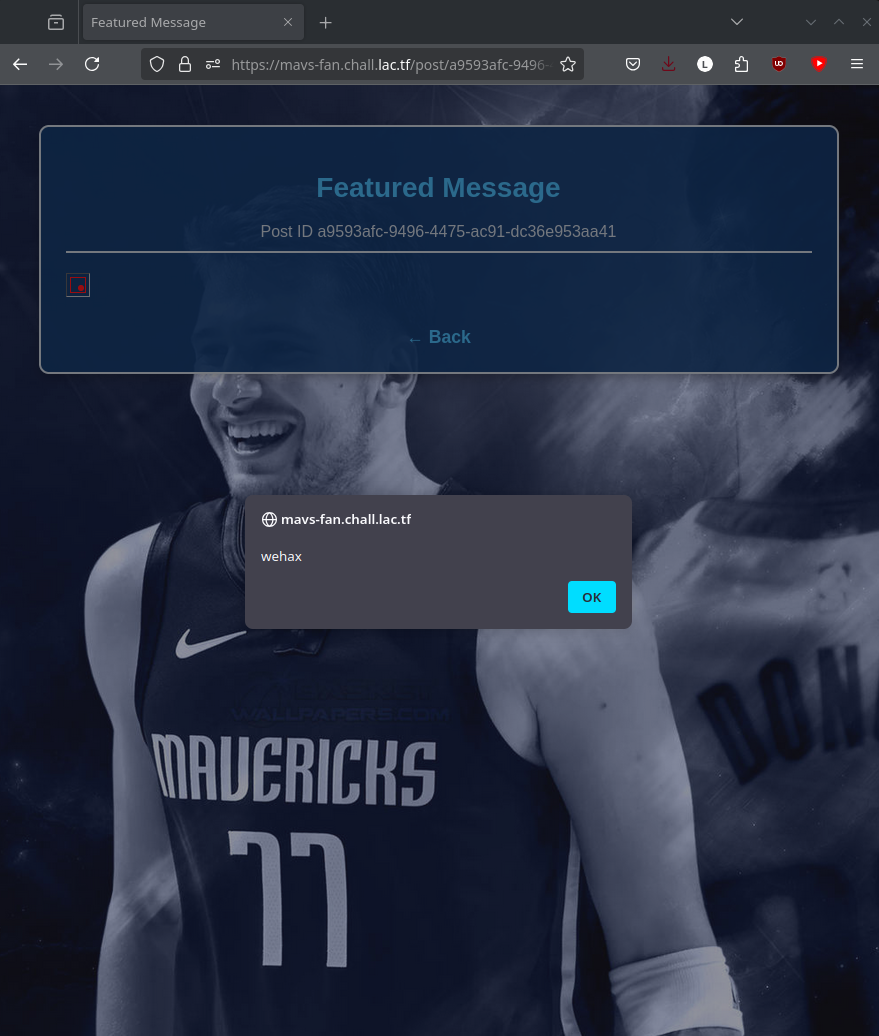 Featured Message
https://mavs-fan.chall.lac.tf/post/a9593afc-9496-
L
Featured Message
Post ID a9593afc-9496-4475-ac91-dc36e953aa41
← Back
mavs-fan.chall.lac.tf
wehax
OK
WALLPAPERS.COM
DON
MAVERICKS
77